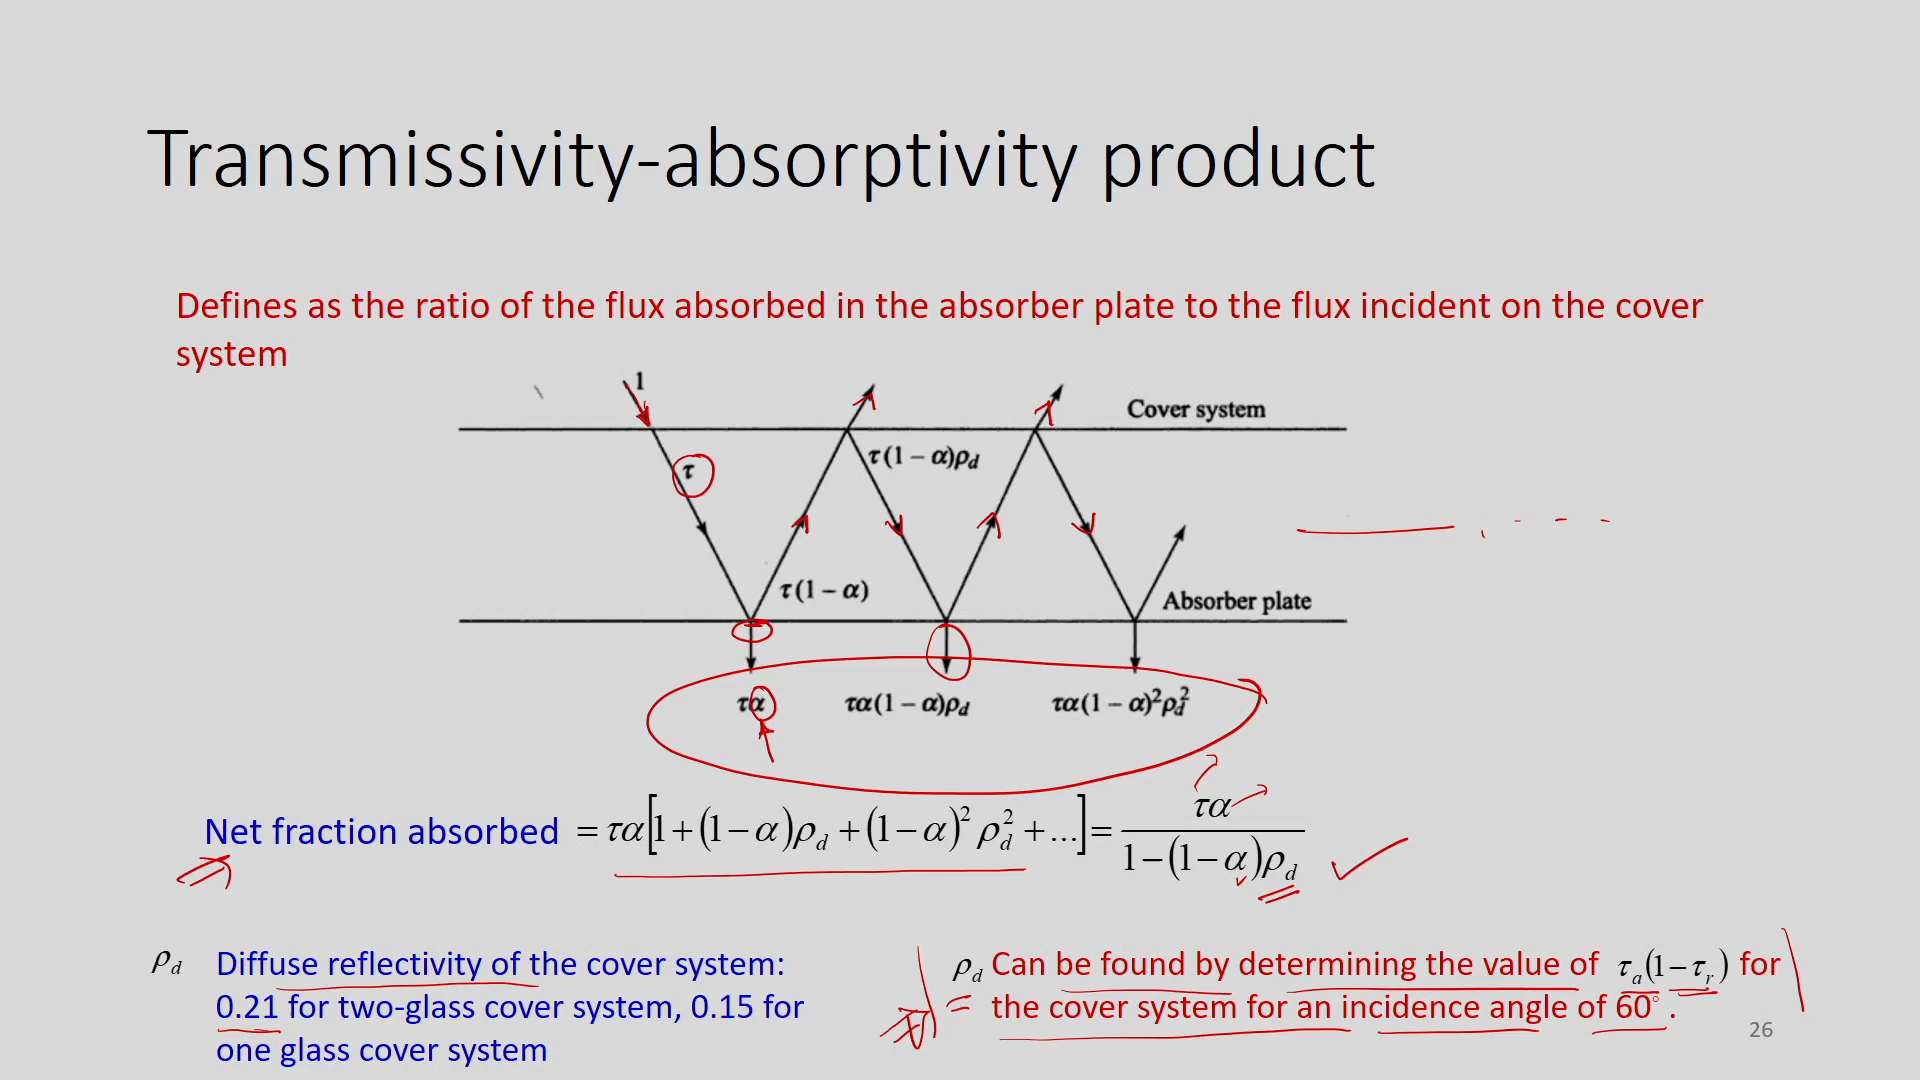 Transmissivity-absorptivity product
Defines as the ratio of the flux absorbed in the absorber plate to the flux incident on the cover
system
1
Cover system
τ
τ(1 – α)ρd
τ(1 – α)
Absorber plate
τα
τα(1 – α)ρd
τα(1 – α)²ρd²
Net fraction absorbed = τα[1+(1−α)ρd+(1−α)²ρd²+...]= τα / 1−(1−α)ρd
ρd Diffuse reflectivity of the cover system:
0.21 for two-glass cover system, 0.15 for
one glass cover system
ρd Can be found by determining the value of τa(1−τr) for
the cover system for an incidence angle of 60°.
26